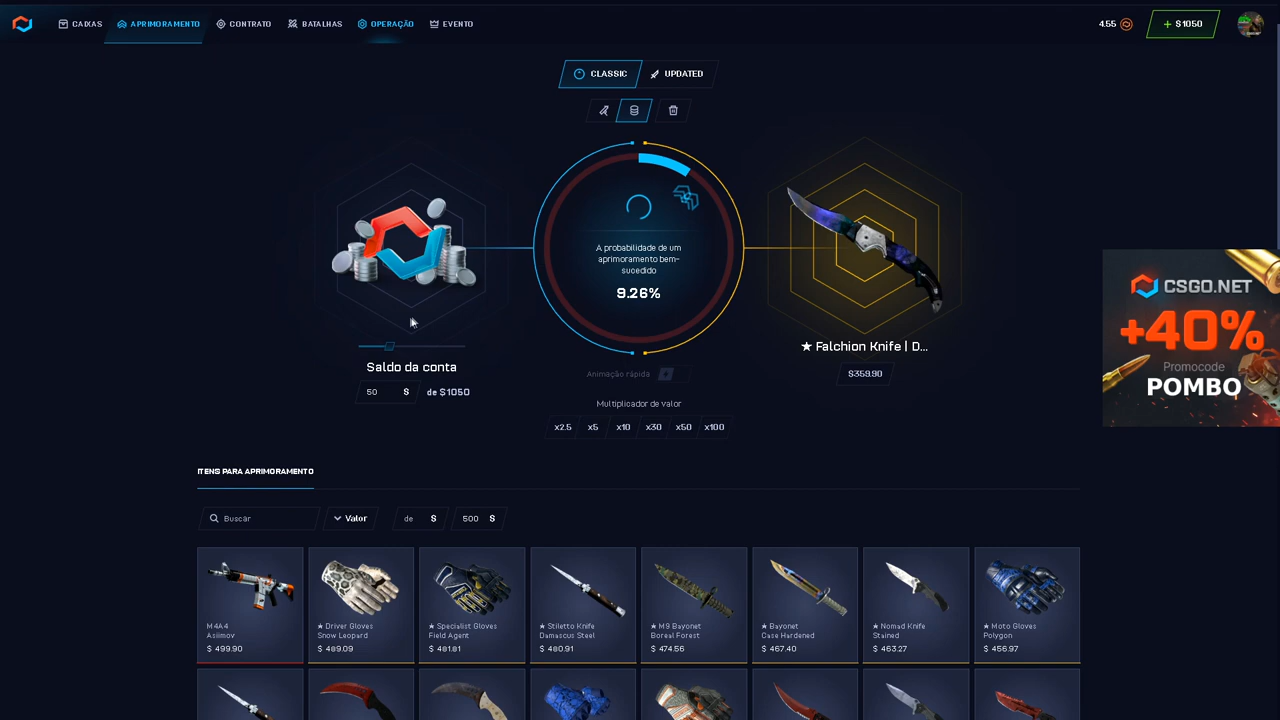 CAIXAS
APRIMORAMENTO
CONTRATO
BATALHAS
OPERAÇÃO
EVENTO
4.55
+ $1050
CLASSIC
UPDATED
A probabilidade de um
aprimoramento bem-
sucedido
9.26%
★ Falchion Knife | D...
$359.90
Saldo da conta
50 $ de $1050
Animação rápida
Multiplicador de valor
x2.5 x5 x10 x30 x50 x100
CSGO.NET
+40%
Promocode
POMBO
ITENS PARA APRIMORAMENTO
Buscar
Valor
de $
500 $
M4A4
Asiimov
$ 499.90
★ Driver Gloves
Snow Leopard
$ 489.09
★ Specialist Gloves
Field Agent
$ 481.81
★ Stiletto Knife
Damascus Steel
$ 480.91
★ M9 Bayonet
Boreal Forest
$ 474.56
★ Bayonet
Case Hardened
$ 467.40
★ Nomad Knife
Stained
$ 463.27
★ Moto Gloves
Polygon
$ 456.97